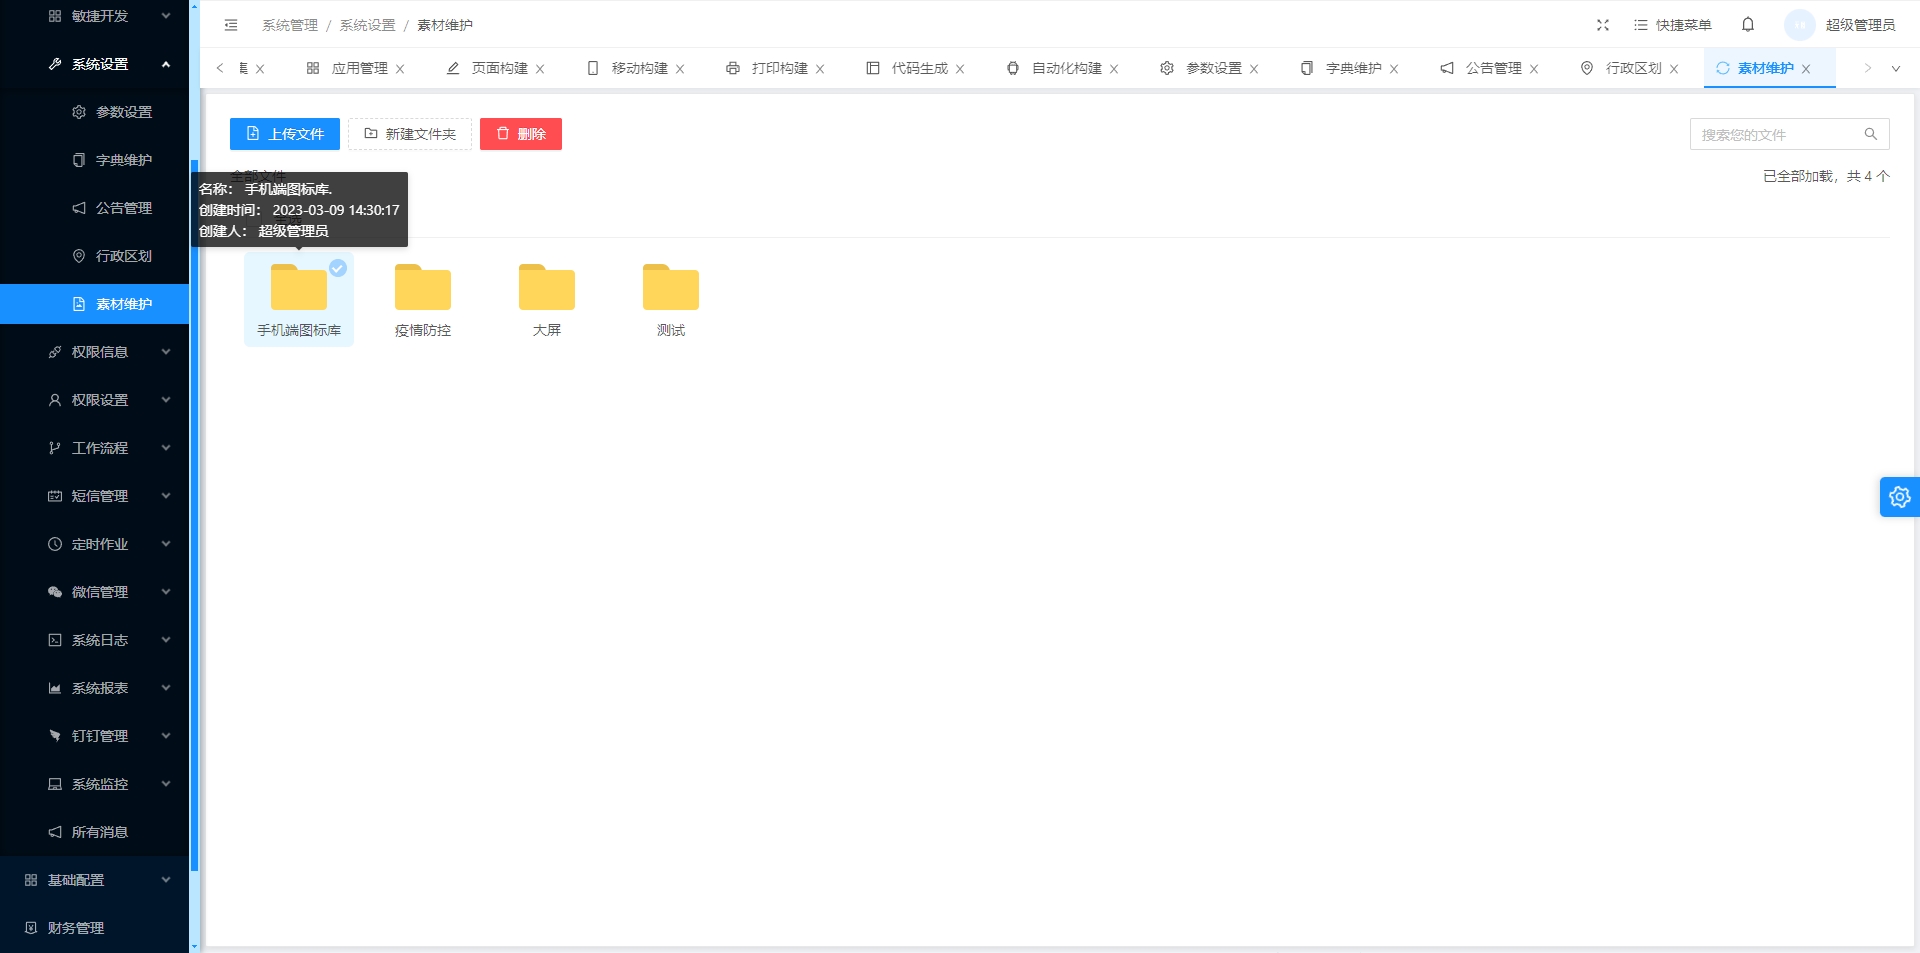 敏捷开发
系统设置
参数设置
字典维护
公告管理
行政区划
素材维护
权限信息
权限设置
工作流程
短信管理
定时作业
微信管理
系统日志
系统报表
钉钉管理
系统监控
所有消息
基础配置
财务管理
系统管理 / 系统设置 / 素材维护
快捷菜单
超级管理员
应用管理
页面构建
移动构建
打印构建
代码生成
自动化构建
参数设置
字典维护
公告管理
行政区划
素材维护
上传文件
新建文件夹
删除
搜索您的文件
全部文件
已全部加载，共 4 个
名称： 手机端图标库.
创建时间： 2023-03-09 14:30:17
创建人： 超级管理员
手机端图标库
疫情防控
大屏
测试